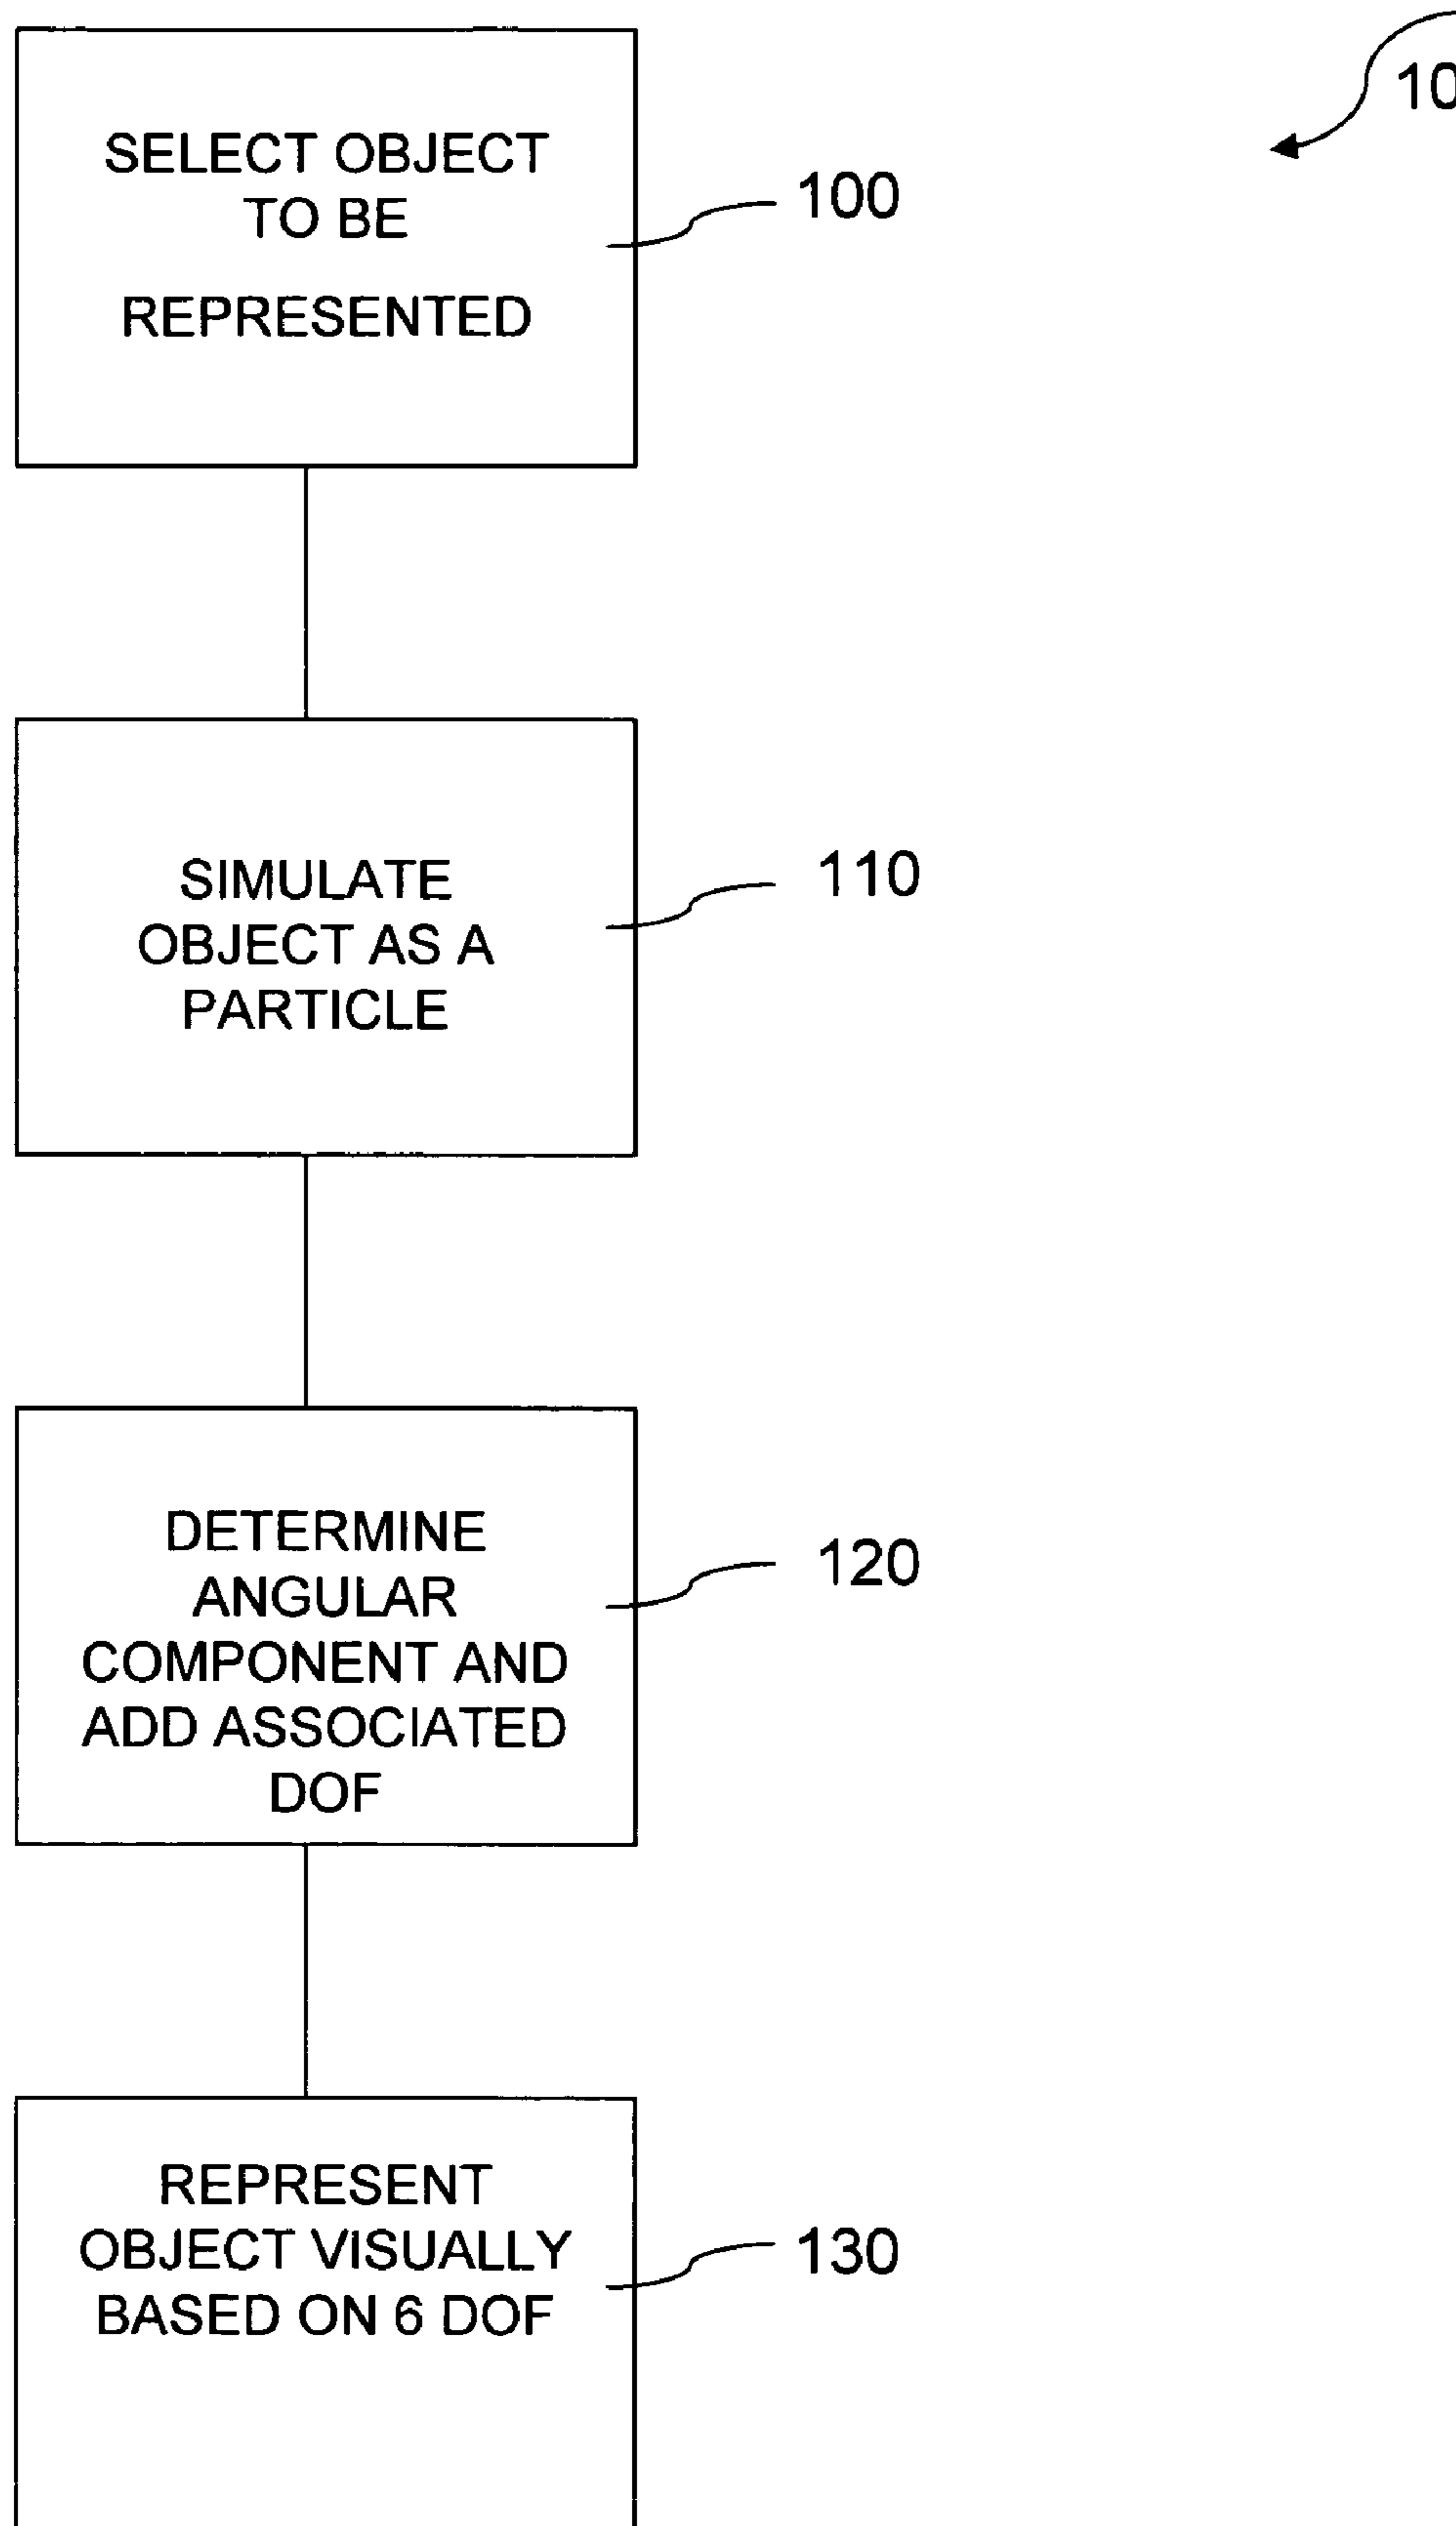 SELECT OBJECT
TO BE
REPRESENTED
100
10
SIMULATE
OBJECT AS A
PARTICLE
110
DETERMINE
ANGULAR
COMPONENT AND
ADD ASSOCIATED
DOF
120
REPRESENT
OBJECT VISUALLY
BASED ON 6 DOF
130